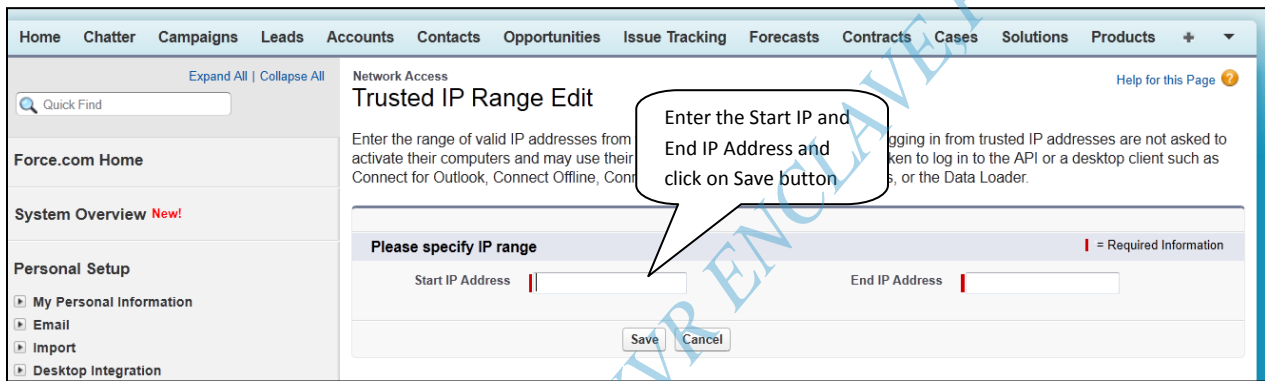 Home Chatter Campaigns Leads Accounts Contacts Opportunities Issue Tracking Forecasts Contracts Cases Solutions Products +
Expand All | Collapse All
Quick Find
Force.com Home
System Overview New!
Personal Setup
My Personal Information
Email
Import
Desktop Integration
Network Access
Trusted IP Range Edit
Help for this Page
Enter the range of valid IP addresses from gging in from trusted IP addresses are not asked to
activate their computers and may use their ken to log in to the API or a desktop client such as
Connect for Outlook, Connect Offline, Con s, or the Data Loader.
Enter the Start IP and
End IP Address and
click on Save button
Please specify IP range
= Required Information
Start IP Address
End IP Address
Save Cancel
VR ENCLAVE,